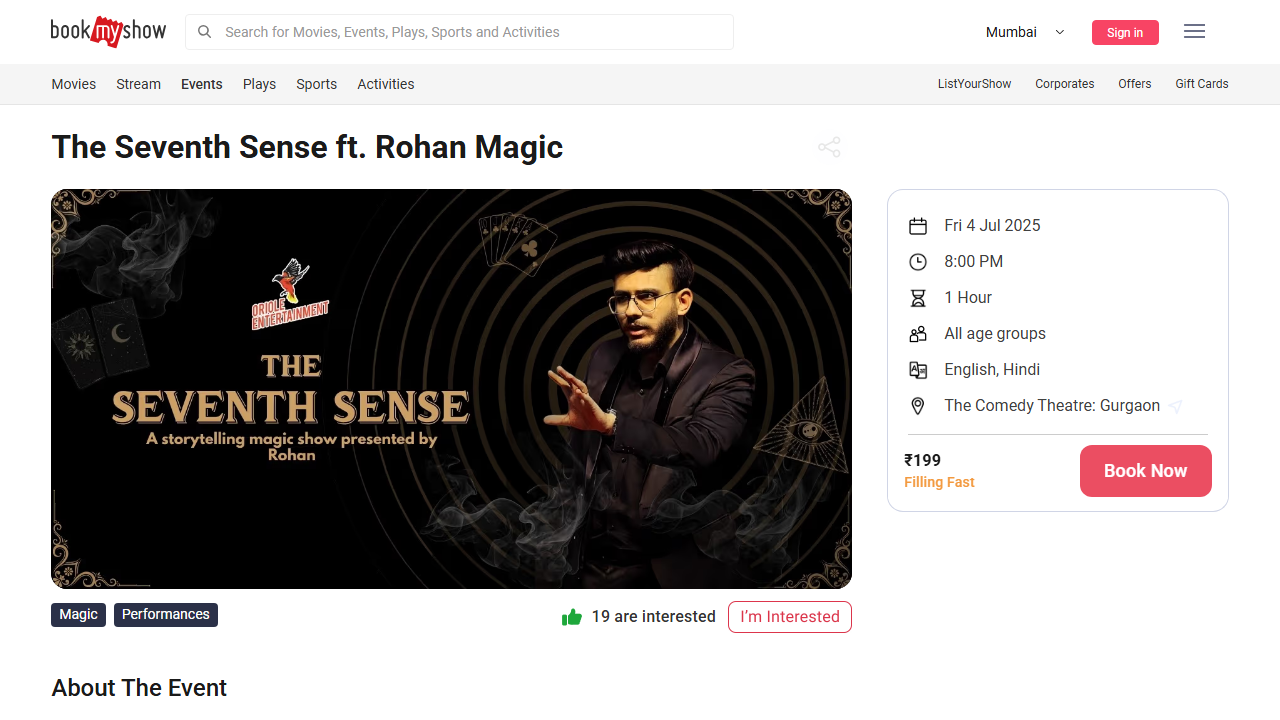 book my show
Search for Movies, Events, Plays, Sports and Activities
Mumbai
Sign in
Movies
Stream
Events
Plays
Sports
Activities
ListYourShow
Corporates
Offers
Gift Cards
The Seventh Sense ft. Rohan Magic
ORIOLE
ENTERTAINMENT
THE
SEVENTH SENSE
A storytelling magic show presented by
Rohan
Fri 4 Jul 2025
8:00 PM
1 Hour
All age groups
English, Hindi
The Comedy Theatre: Gurgaon
₹199
Filling Fast
Book Now
Magic
Performances
19 are interested
I’m Interested
About The Event